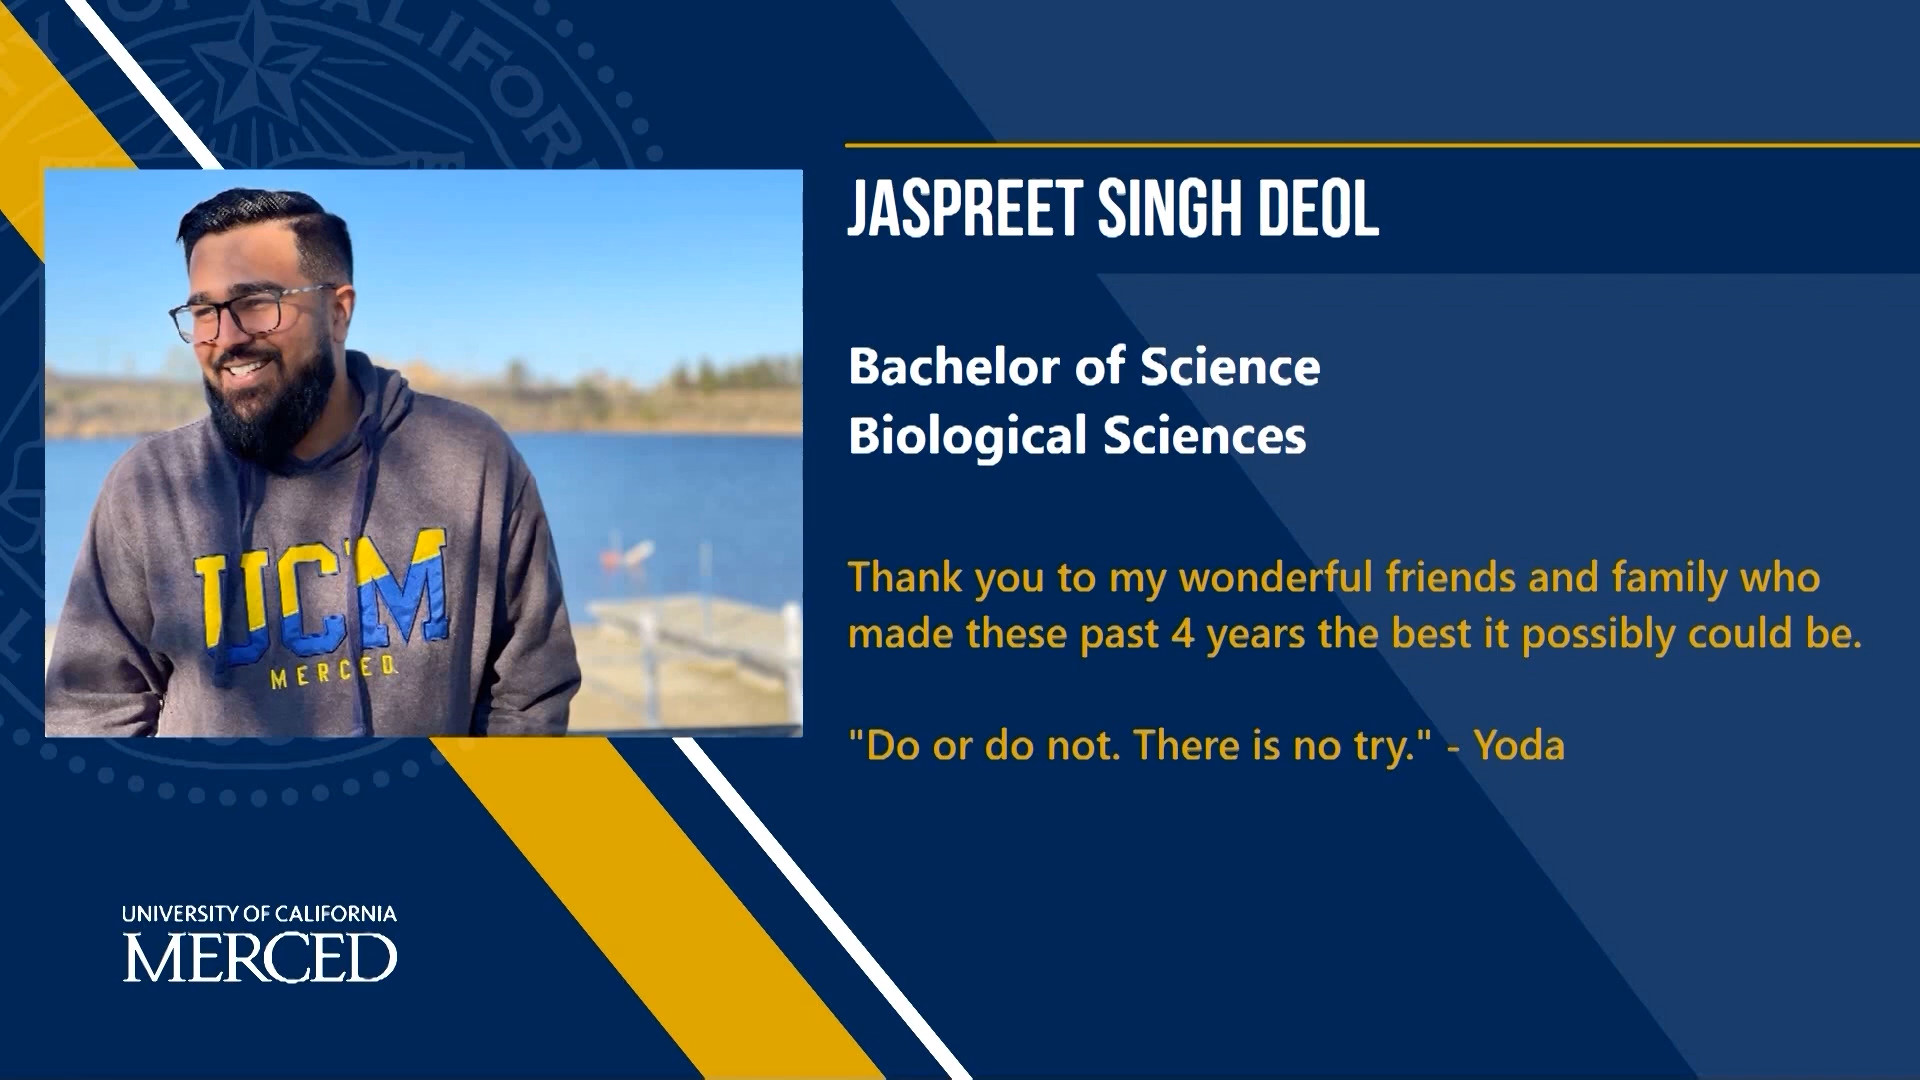 JASPREET SINGH DEOL
Bachelor of Science
Biological Sciences
Thank you to my wonderful friends and family who
made these past 4 years the best it possibly could be.
"Do or do not. There is no try." - Yoda
UCM
MERCED
UNIVERSITY OF CALIFORNIA
MERCED